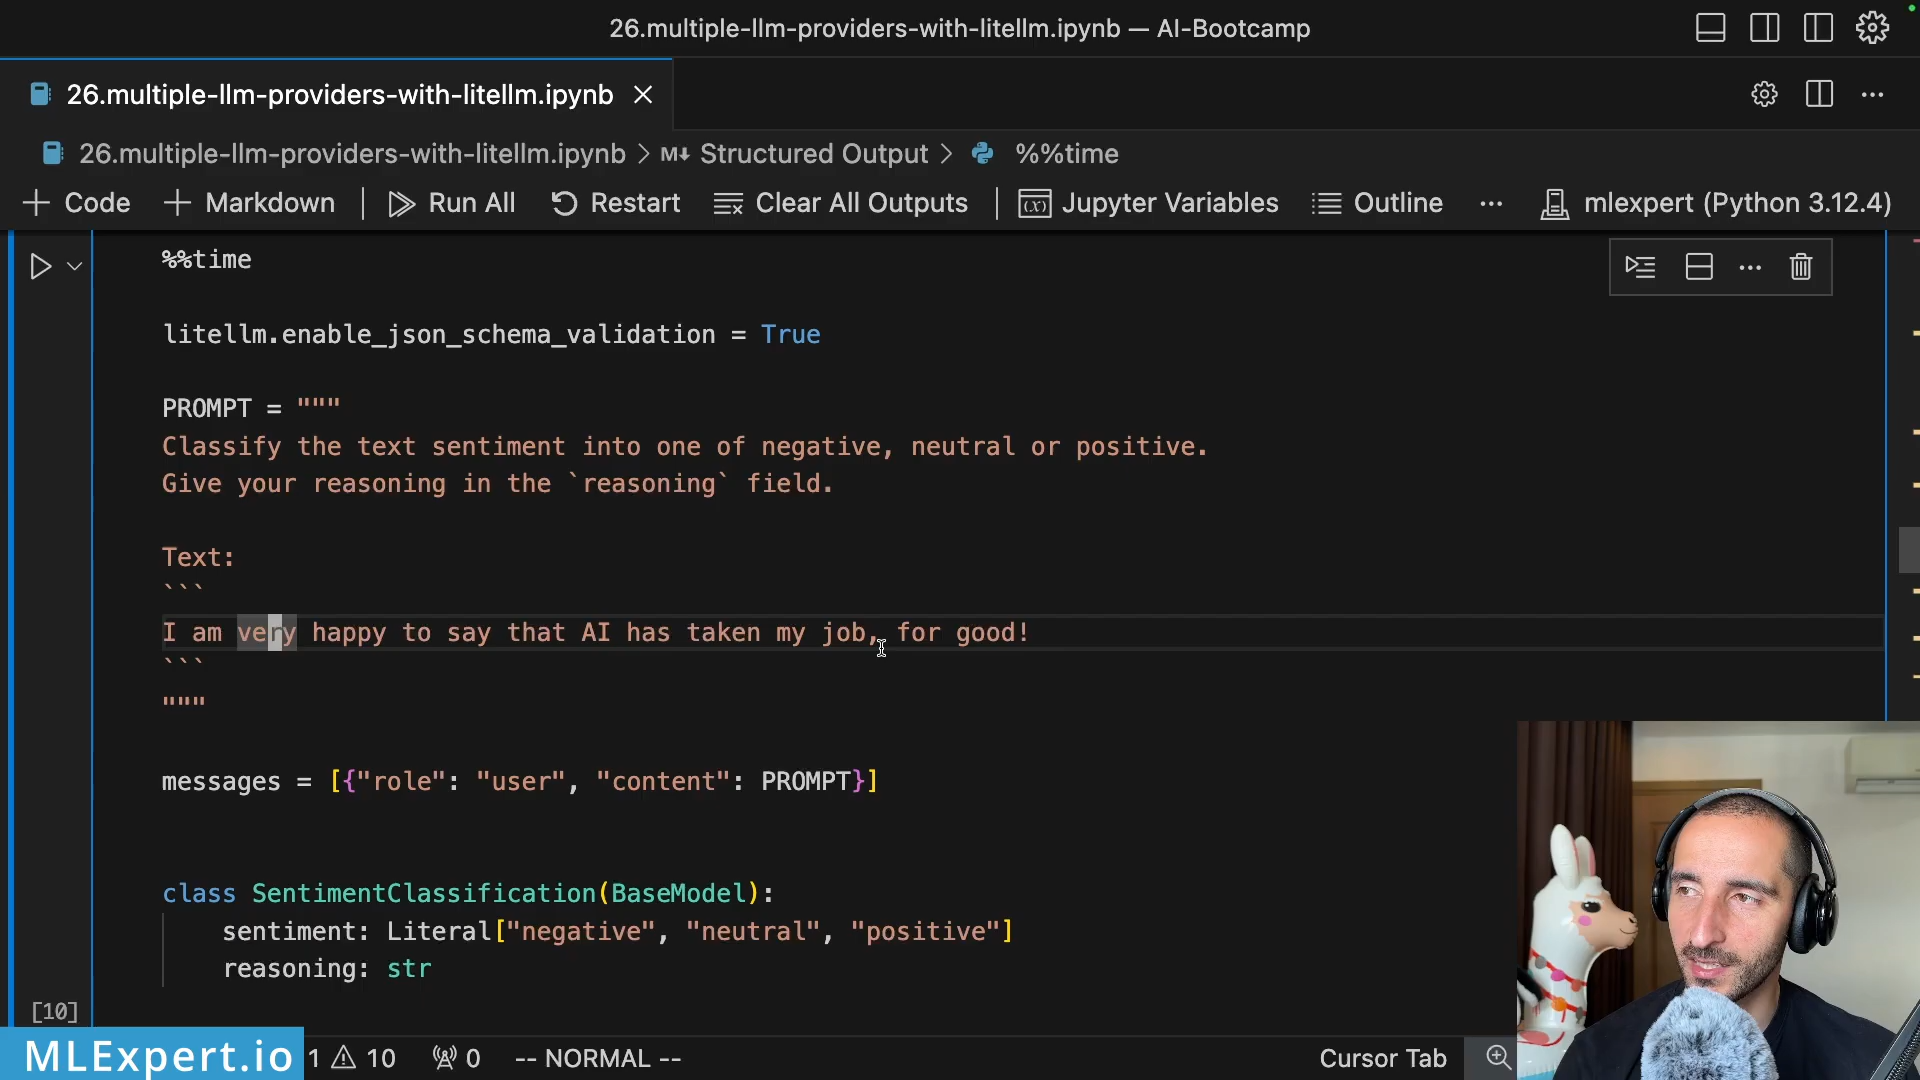 26.multiple-llm-providers-with-litellm.ipynb — AI-Bootcamp
26.multiple-llm-providers-with-litellm.ipynb
26.multiple-llm-providers-with-litellm.ipynb > M↓ Structured Output > %%time
Code Markdown Run All Restart Clear All Outputs Jupyter Variables Outline ... mlexpert (Python 3.12.4)
%%time
litellm.enable_json_schema_validation = True
PROMPT = """
Classify the text sentiment into one of negative, neutral or positive.
Give your reasoning in the `reasoning` field.
Text:
```
I am very happy to say that AI has taken my job, for good!
```
"""
messages = [{"role": "user", "content": PROMPT}]
class SentimentClassification(BaseModel):
sentiment: Literal["negative", "neutral", "positive"]
reasoning: str
[10]
MLExpert.io 1 10 0 -- NORMAL -- Cursor Tab